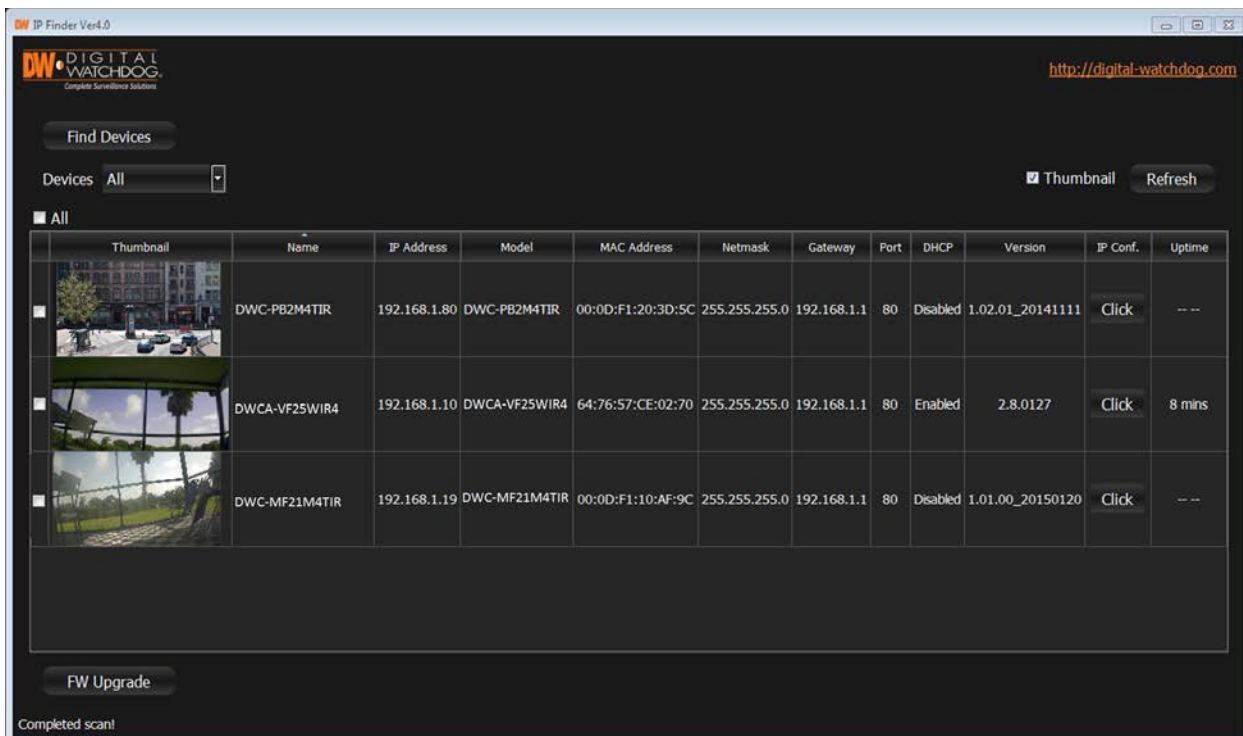 DW IP Finder Ver4.0
DW DIGITAL
WATCHDOG®
Complete Surveillance Solutions
http://digital-watchdog.com
Find Devices
Devices All
Thumbnail Refresh
All
Thumbnail Name IP Address Model MAC Address Netmask Gateway Port DHCP Version IP Conf. Uptime
DWC-PB2M4TIR 192.168.1.80 DWC-PB2M4TIR 00:0D:F1:20:3D:5C 255.255.255.0 192.168.1.1 80 Disabled 1.02.01_20141111 Click -- --
DWCA-VF25WIR4 192.168.1.10 DWCA-VF25WIR4 64:76:57:CE:02:70 255.255.255.0 192.168.1.1 80 Enabled 2.8.0127 Click 8 mins
DWC-MF21M4TIR 192.168.1.19 DWC-MF21M4TIR 00:0D:F1:10:AF:9C 255.255.255.0 192.168.1.1 80 Disabled 1.01.00_20150120 Click -- --
FW Upgrade
Completed scan!